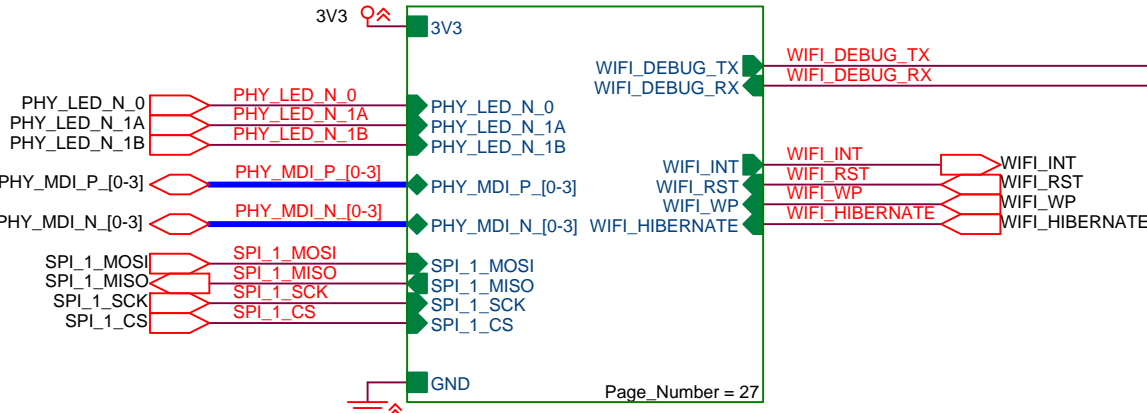 3V3
3V3
WIFI_DEBUG_TX WIFI_DEBUG_TX
WIFI_DEBUG_RX WIFI_DEBUG_RX
PHY_LED_N_0 PHY_LED_N_0 PHY_LED_N_0
PHY_LED_N_1A PHY_LED_N_1A PHY_LED_N_1A
PHY_LED_N_1B PHY_LED_N_1B PHY_LED_N_1B
WIFI_INT WIFI_INT WIFI_INT
PHY_MDI_P_[0-3] PHY_MDI_P_[0-3] PHY_MDI_P_[0-3]
WIFI_RST WIFI_RST WIFI_RST
WIFI_WP WIFI_WP WIFI_WP
PHY_MDI_N_[0-3] PHY_MDI_N_[0-3] PHY_MDI_N_[0-3]
WIFI_HIBERNATE WIFI_HIBERNATE WIFI_HIBERNATE
SPI_1_MOSI SPI_1_MOSI SPI_1_MOSI
SPI_1_MISO SPI_1_MISO SPI_1_MISO
SPI_1_SCK SPI_1_SCK SPI_1_SCK
SPI_1_CS SPI_1_CS SPI_1_CS
GND
Page_Number = 27